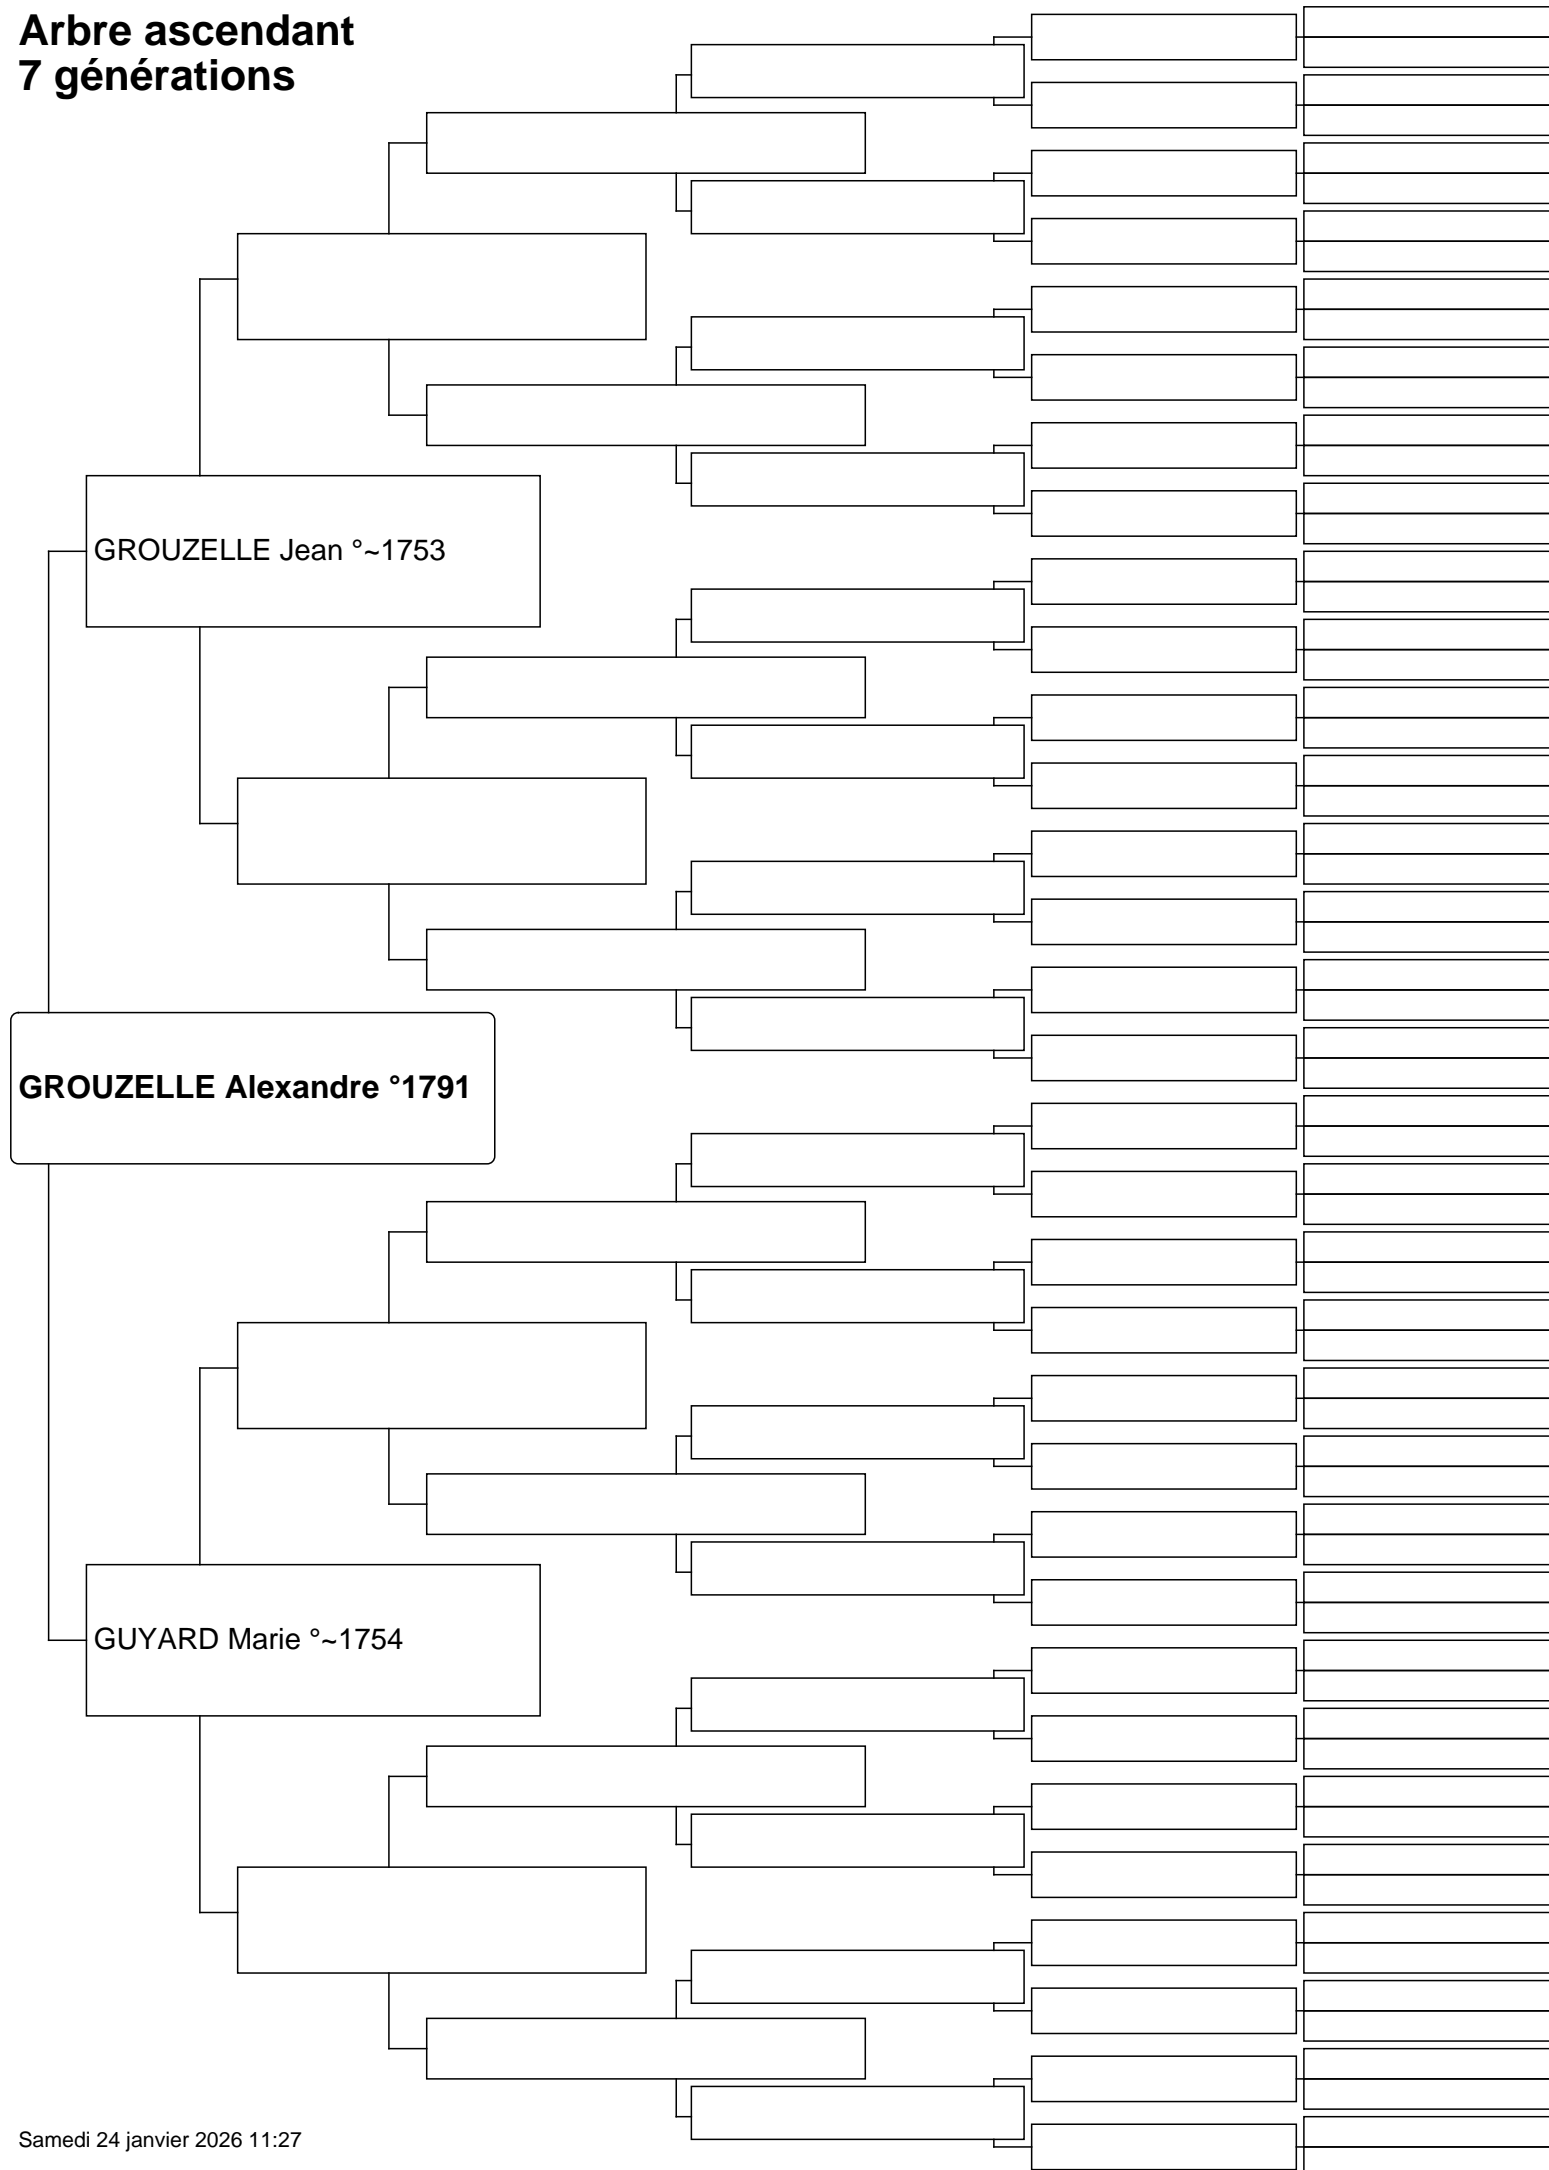 Arbre ascendant
7 générations
GROUZELLE Jean °~1753
GROUZELLE Alexandre °1791
GUYARD Marie °~1754
Samedi 24 janvier 2026 11:27